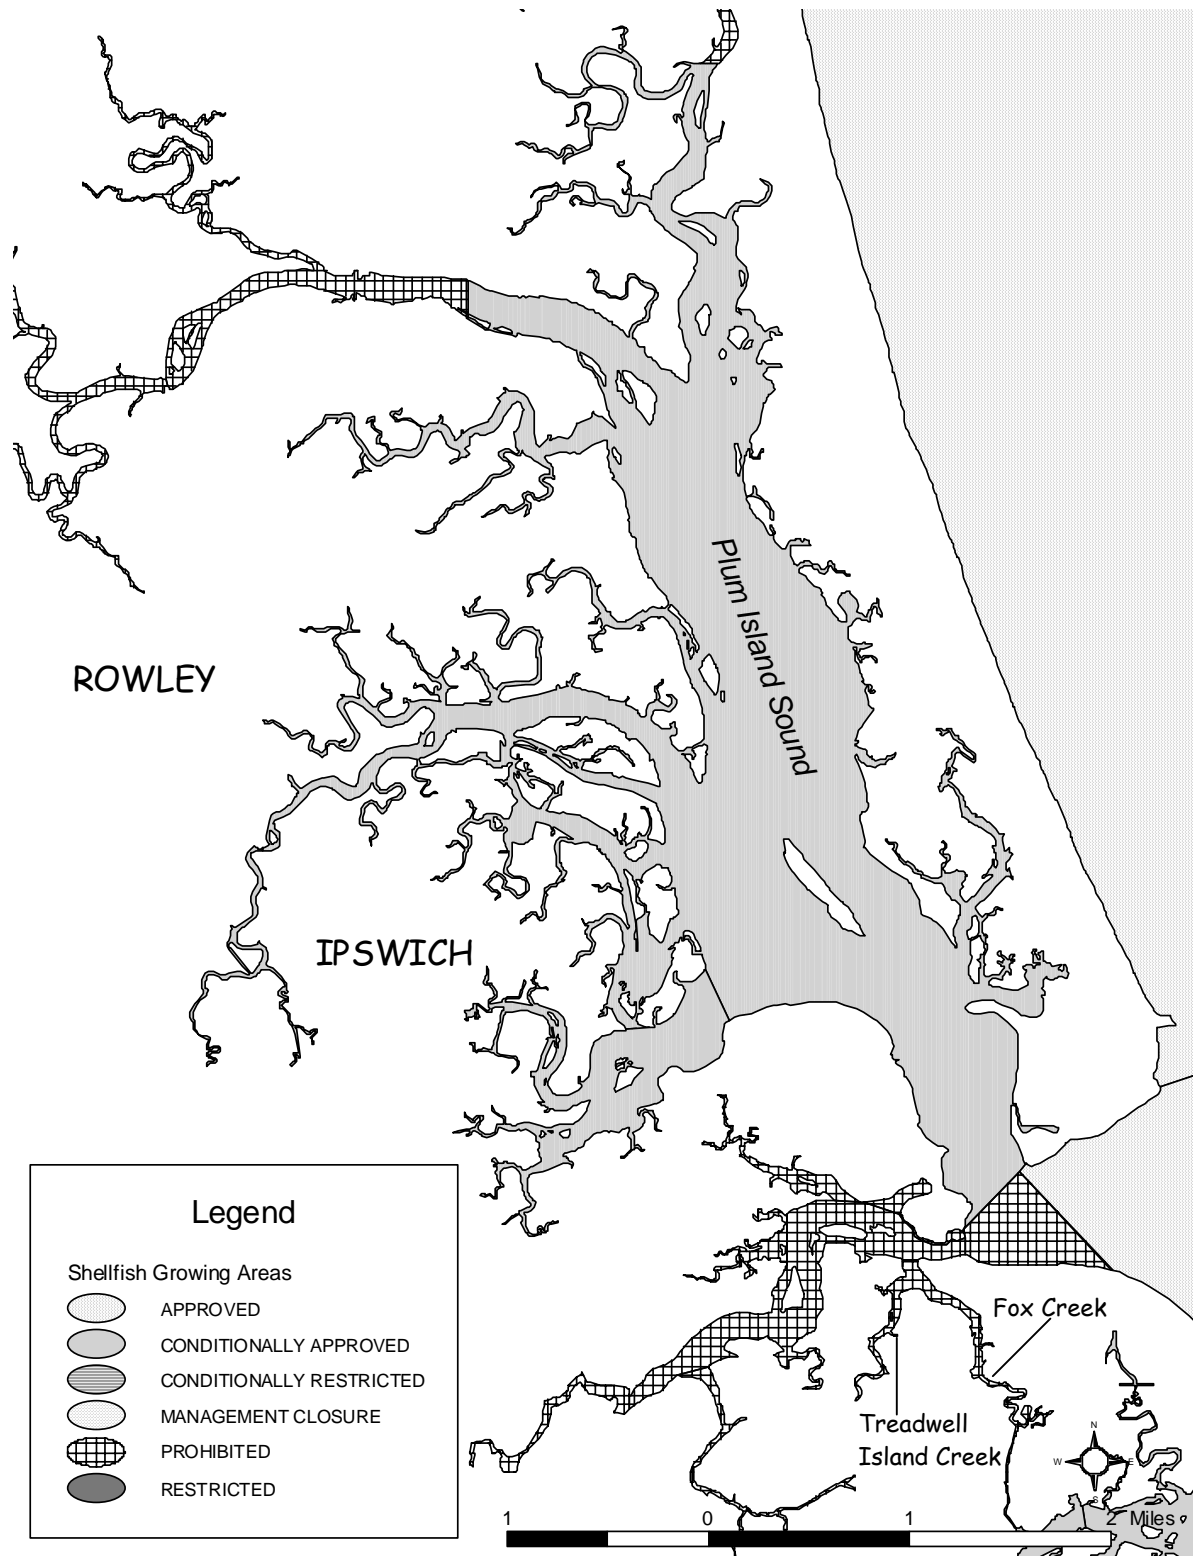 Plum Island Sound
ROWLEY
IPSWICH
Legend
Shellfish Growing Areas
APPROVED
CONDITIONALLY APPROVED
CONDITIONALLY RESTRICTED
MANAGEMENT CLOSURE
PROHIBITED
RESTRICTED
Fox Creek
Treadwell
Island Creek
N
W E
S
1 0 1 2 Miles